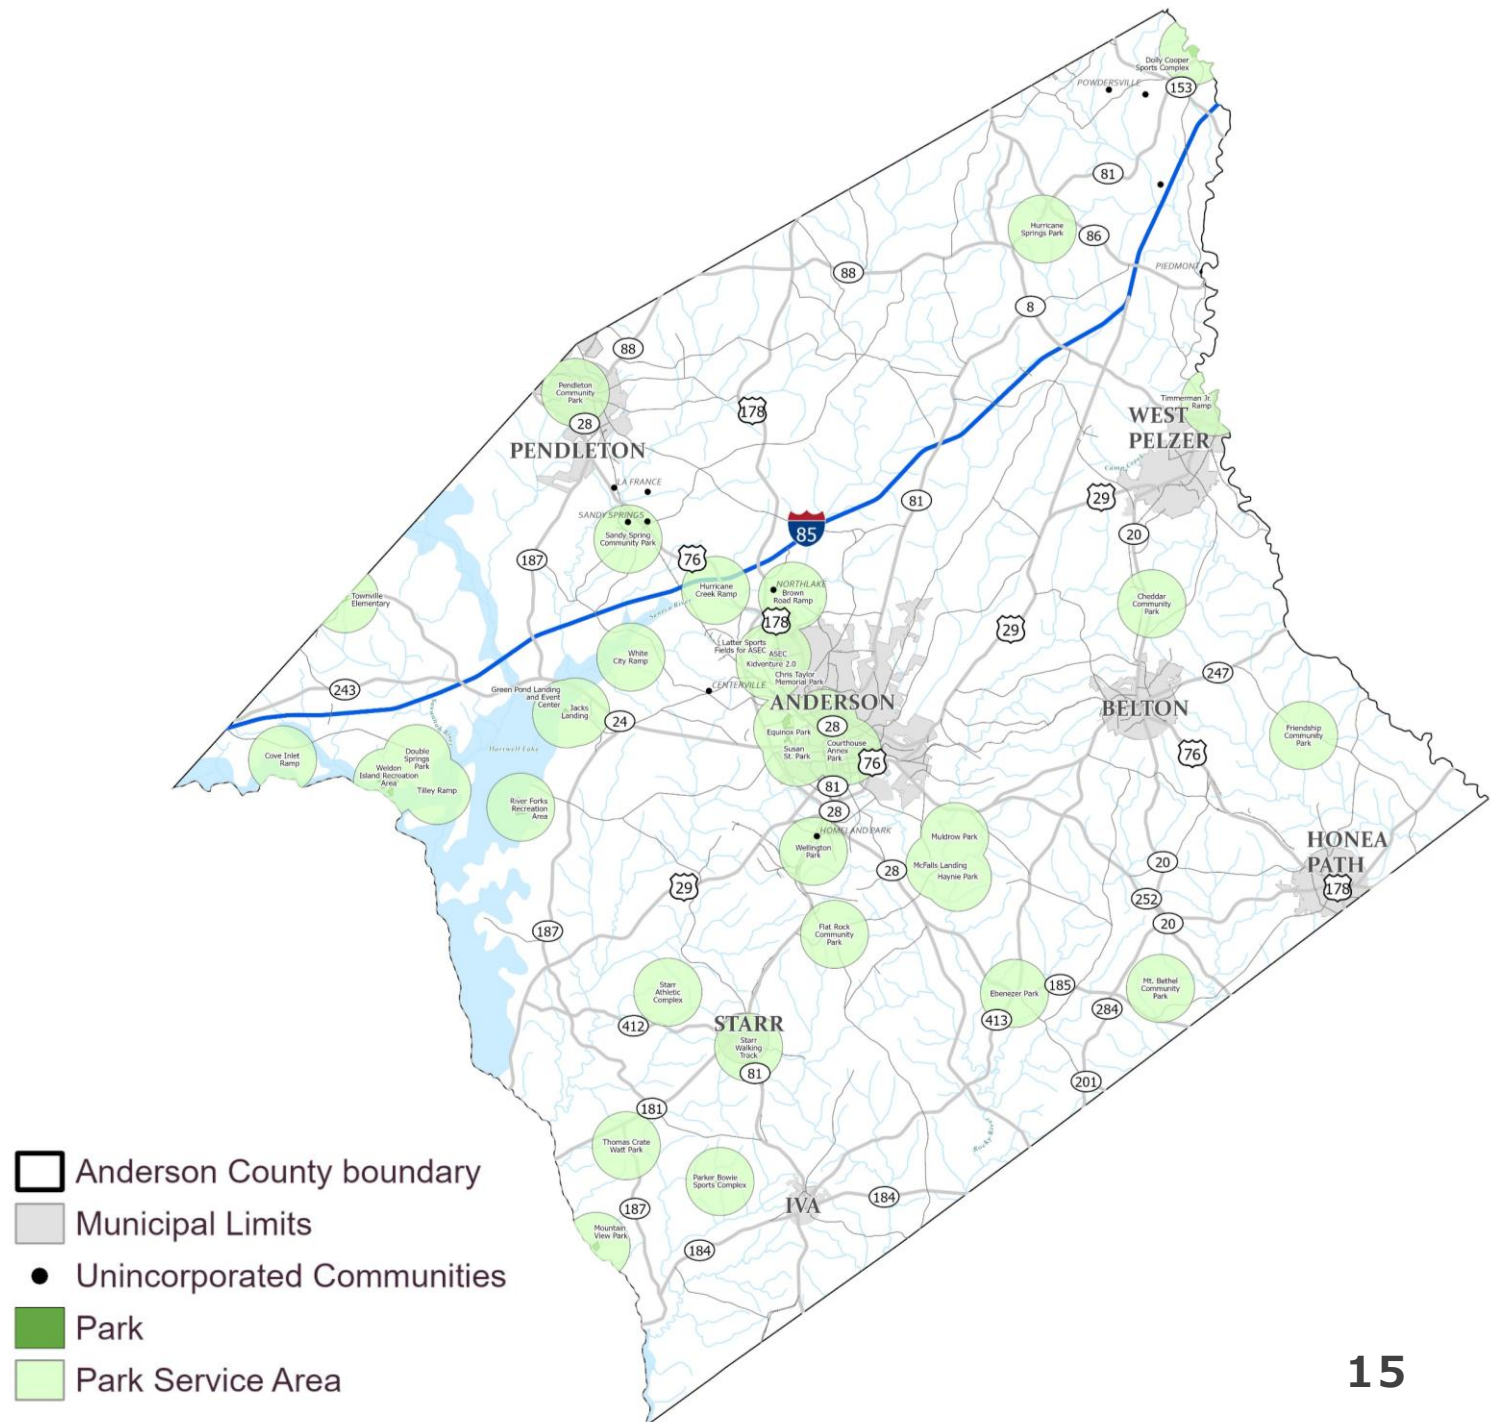 Dolly Cooper
Sports Complex
POWDERSVILLE
153
81
Hurricane
Springs Park
86
88
PIEDMONT
8
88
Pendleton
Community
Park
28
178
Timmerman Jr.
Ramp
WEST
PELZER
PENDLETON
Camp Creek
LA FRANCE
29
81
SANDY SPRINGS
Sandy Spring
Community Park
85
20
187
76
Hurricane
Creek Ramp
NORTHLAKE
Brown
Road Ramp
Townville
Elementary
Cheddar
Community
Park
178
29
Latter Sports
Fields for ASEC
ASEC
Kidventure 2.0
Chris Taylor
Memorial Park
White
City Ramp
247
243
CENTERVILLE
Green Pond Landing
and Event
Center
Jacks
Landing
24
ANDERSON
BELTON
28
Equinox Park
Susan
St. Park
Courthouse
Annex
Park
76
Friendship
Community
Park
76
Hartwell Lake
Cove Inlet
Ramp
Double
Springs
Park
Weldon
Island Recreation
Area
Tilley Ramp
River Forks
Recreation
Area
81
28
HOMELAND PARK
Wellington
Park
Muldrow Park
McFalls Landing
Haynie Park
28
HONEA
PATH
178
20
252
20
29
187
Flat Rock
Community
Park
Starr
Athletic
Complex
412
STARR
Starr
Walking
Track
81
Ebenezer Park
185
413
284
Mt. Bethel
Community
Park
201
181
Rocky River
Thomas Crate
Watt Park
Parker Bowie
Sports Complex
187
IVA
184
Mountain
View Park
184
Anderson County boundary
Municipal Limits
Unincorporated Communities
Park
Park Service Area
15